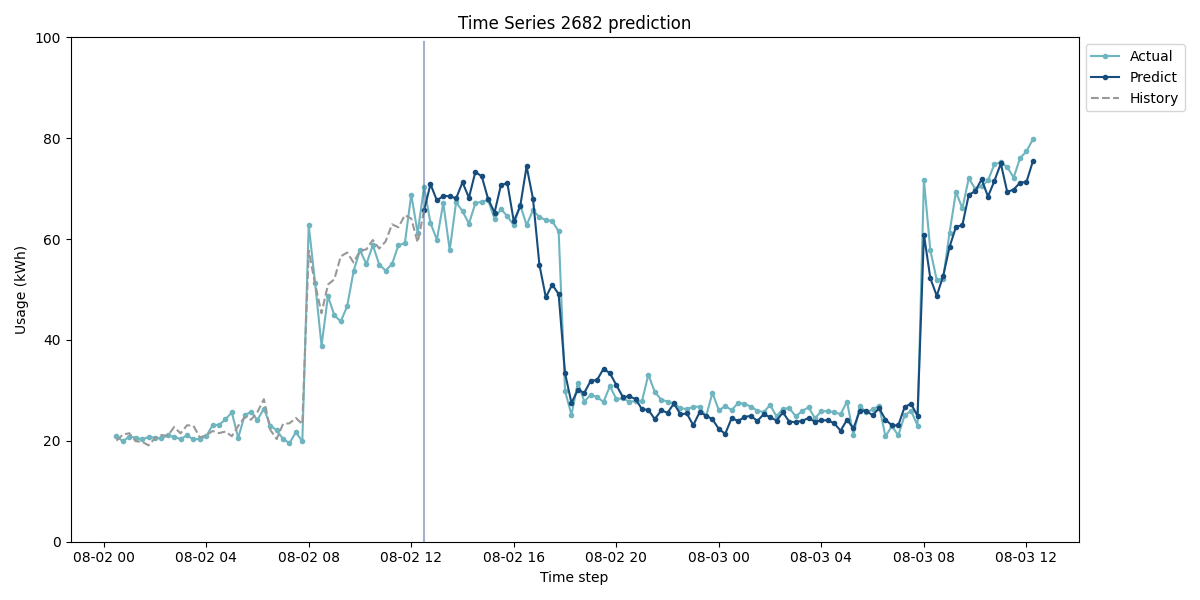 Time Series 2682 prediction
100
80
60
40
20
0
Usage (kWh)
08-02 00
08-02 04
08-02 08
08-02 12
08-02 16
08-02 20
08-03 00
08-03 04
08-03 08
08-03 12
Time step
Actual
Predict
History